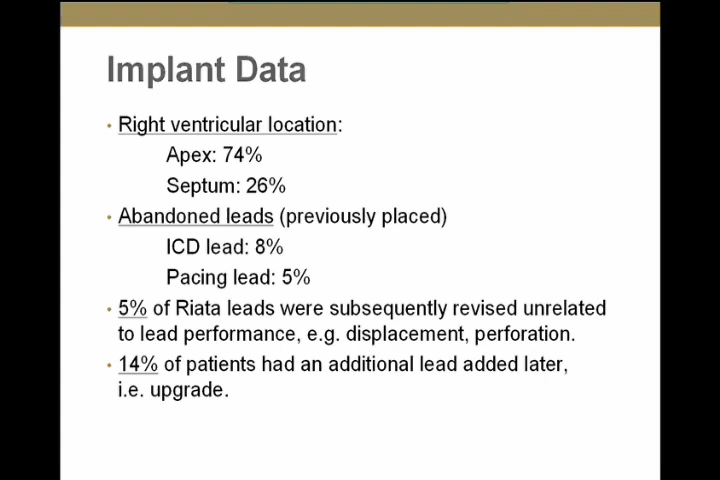 Implant Data
• Right ventricular location:
Apex: 74%
Septum: 26%
• Abandoned leads (previously placed)
ICD lead: 8%
Pacing lead: 5%
• 5% of Riata leads were subsequently revised unrelated
to lead performance, e.g. displacement, perforation.
• 14% of patients had an additional lead added later,
i.e. upgrade.